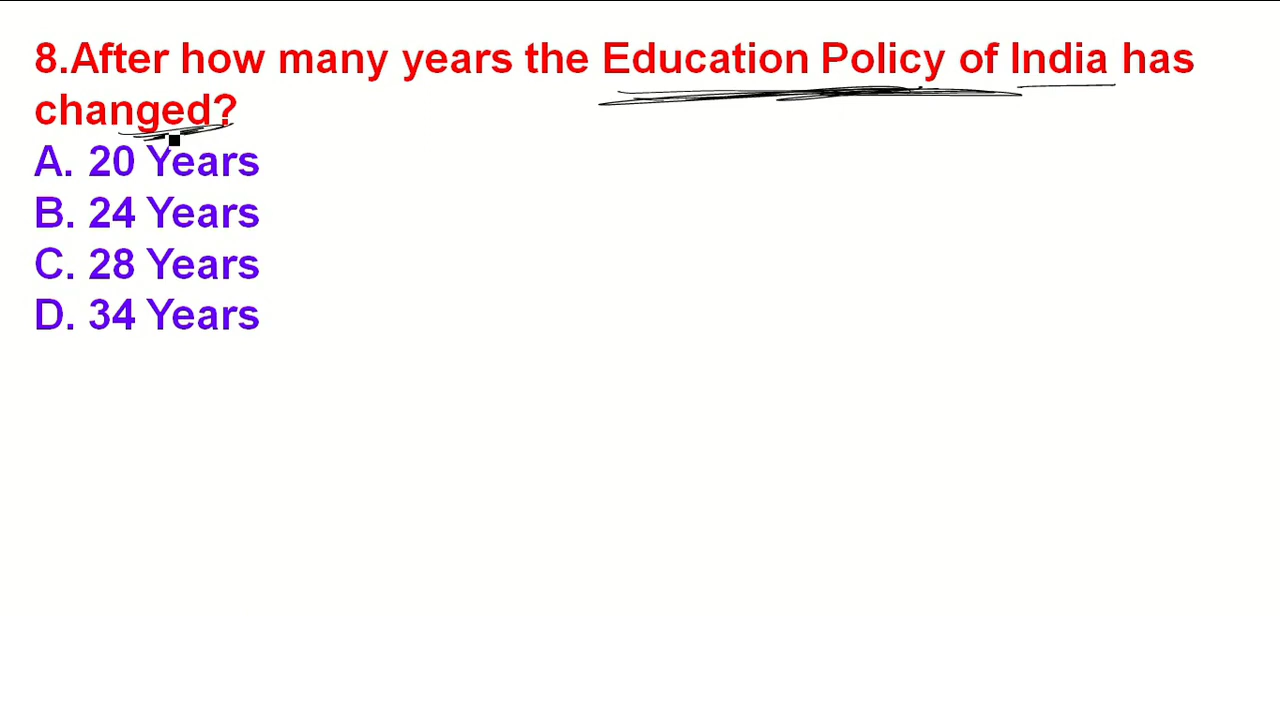 8.After how many years the Education Policy of India has
changed?
A. 20 Years
B. 24 Years
C. 28 Years
D. 34 Years